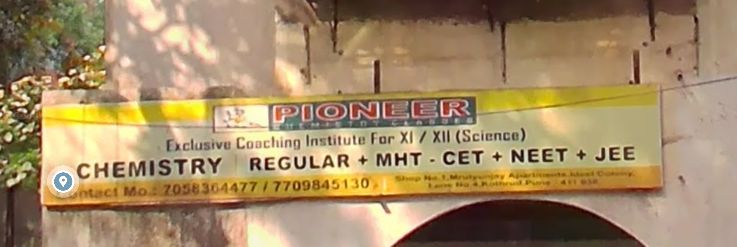 PIONEER
CHEMISTRY CLASSES
Exclusive Coaching Institute For XI / XII (Science)
CHEMISTRY REGULAR + MHT - CET + NEET + JEE
Contact Mo.: 7058364477 / 7709845130
Shop No.1, Mrutyunjay Apartments, Ideal Colony,
Lane No.4, Kothrud, Pune - 411 038